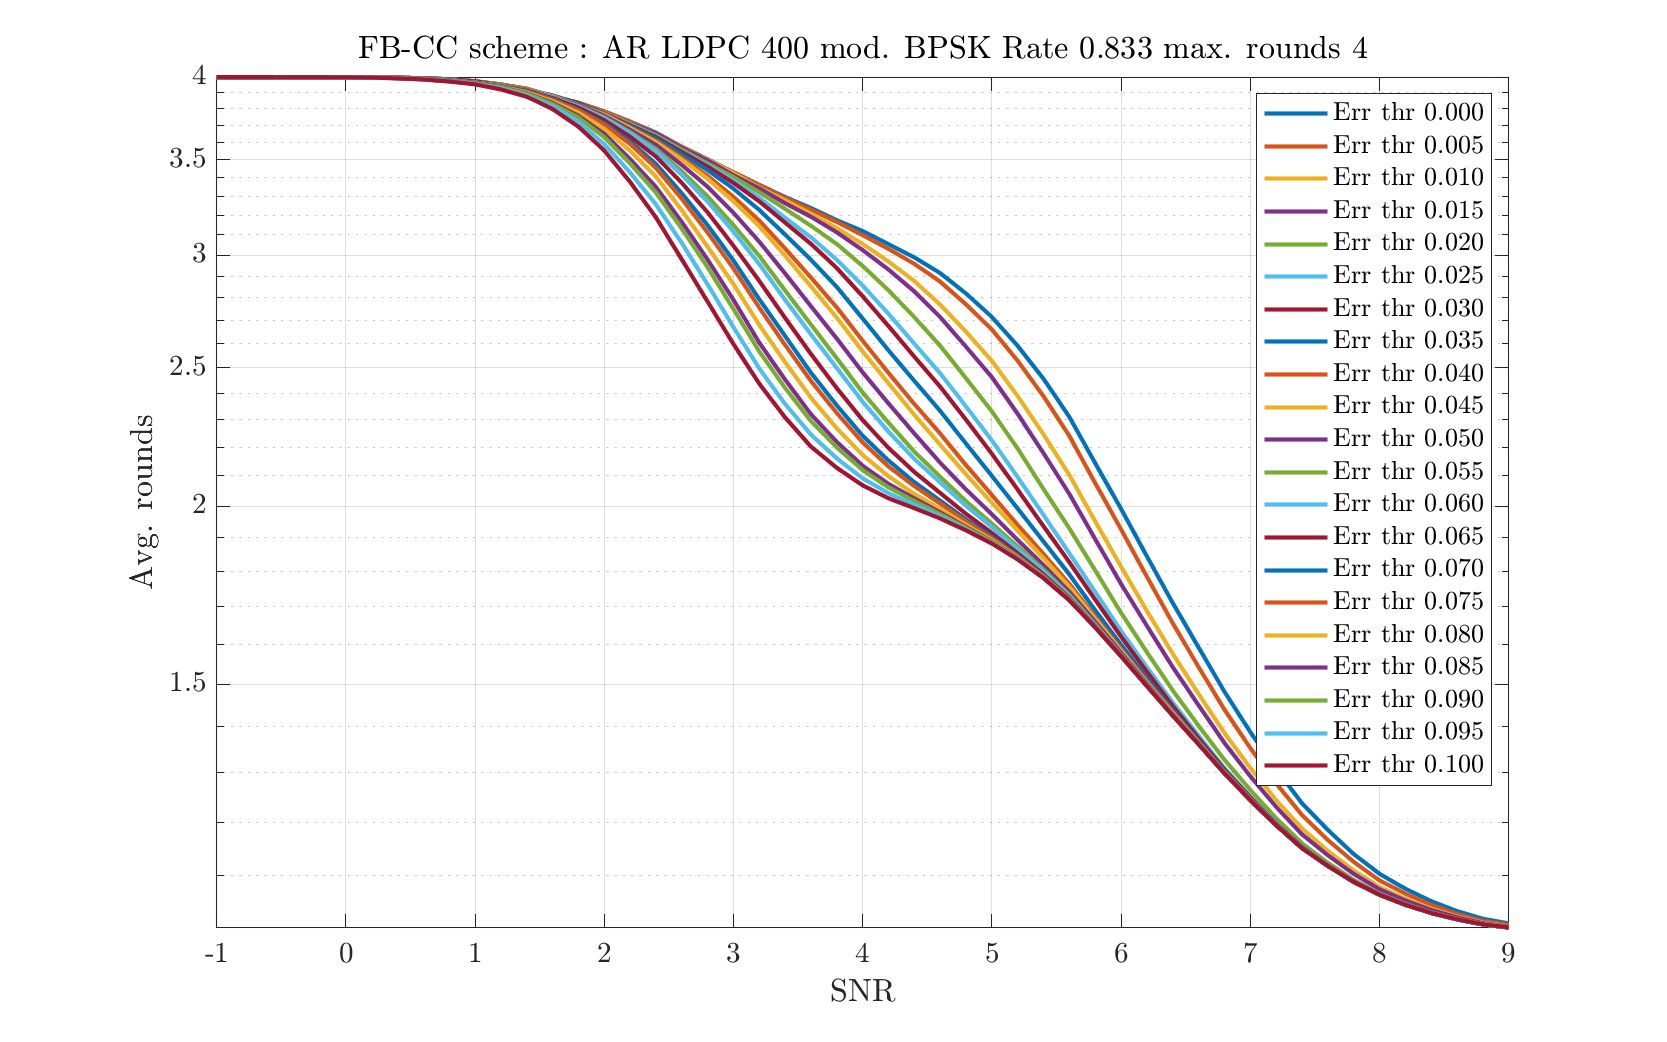 FB-CC scheme : AR LDPC 400 mod. BPSK Rate 0.833 max. rounds 4
4
3.5
3
2.5
2
1.5
Avg. rounds
Err thr 0.000
Err thr 0.005
Err thr 0.010
Err thr 0.015
Err thr 0.020
Err thr 0.025
Err thr 0.030
Err thr 0.035
Err thr 0.040
Err thr 0.045
Err thr 0.050
Err thr 0.055
Err thr 0.060
Err thr 0.065
Err thr 0.070
Err thr 0.075
Err thr 0.080
Err thr 0.085
Err thr 0.090
Err thr 0.095
Err thr 0.100
-1 0 1 2 3 4 5 6 7 8 9
SNR